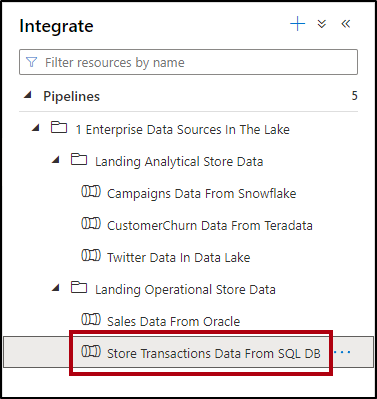 Integrate
Filter resources by name
Pipelines 5
1 Enterprise Data Sources In The Lake
Landing Analytical Store Data
Campaigns Data From Snowflake
CustomerChurn Data From Teradata
Twitter Data In Data Lake
Landing Operational Store Data
Sales Data From Oracle
Store Transactions Data From SQL DB